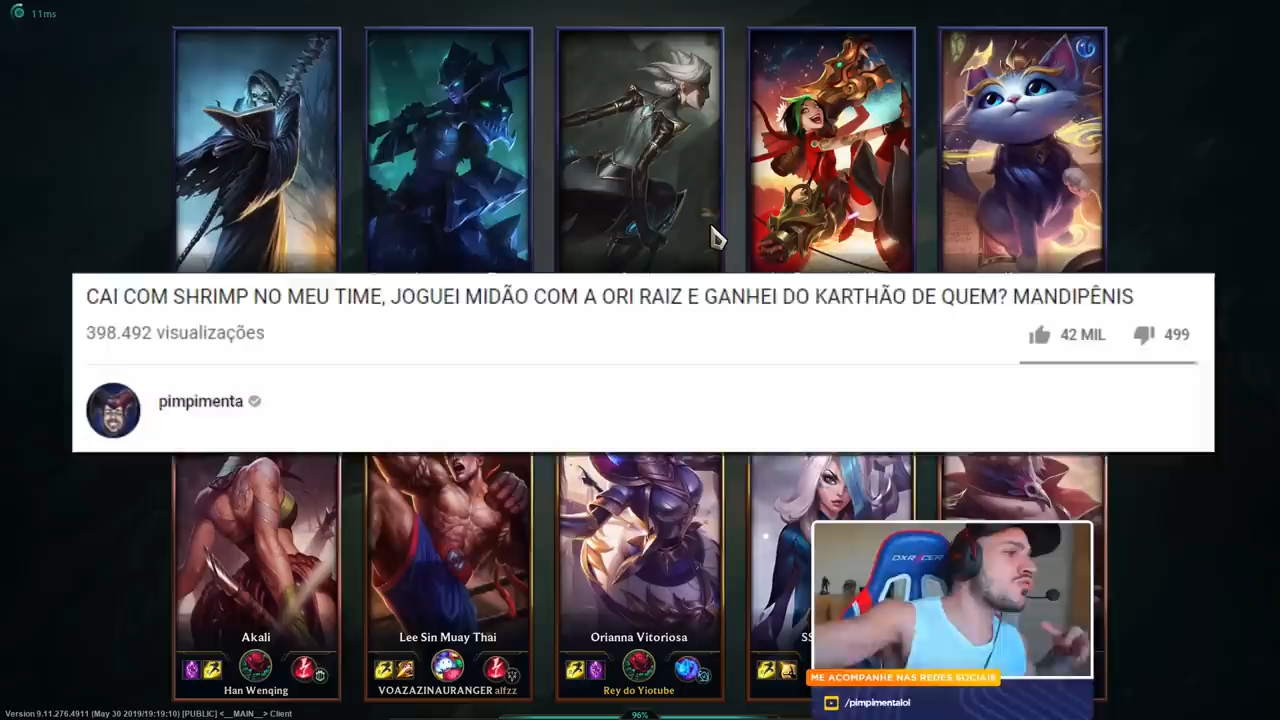 11ms
CAI COM SHRIMP NO MEU TIME, JOGUEI MIDÃO COM A ORI RAIZ E GANHEI DO KARTHÃO DE QUEM? MANDIPÊNIS
398.492 visualizações
42 MIL
499
pimpimenta
DXRACER
Akali
Lee Sin Muay Thai
Orianna Vitoriosa
Han Wenqing
VOAZAZINAURANGER alfzz
Rey do Yiotube
ME ACOMPANHE NAS REDES SOCIAIS
/pimpimentalol
Version 9.11.276.4911 (May 30 2019/19:19:10) [PUBLIC] <__MAIN__> Client
96%